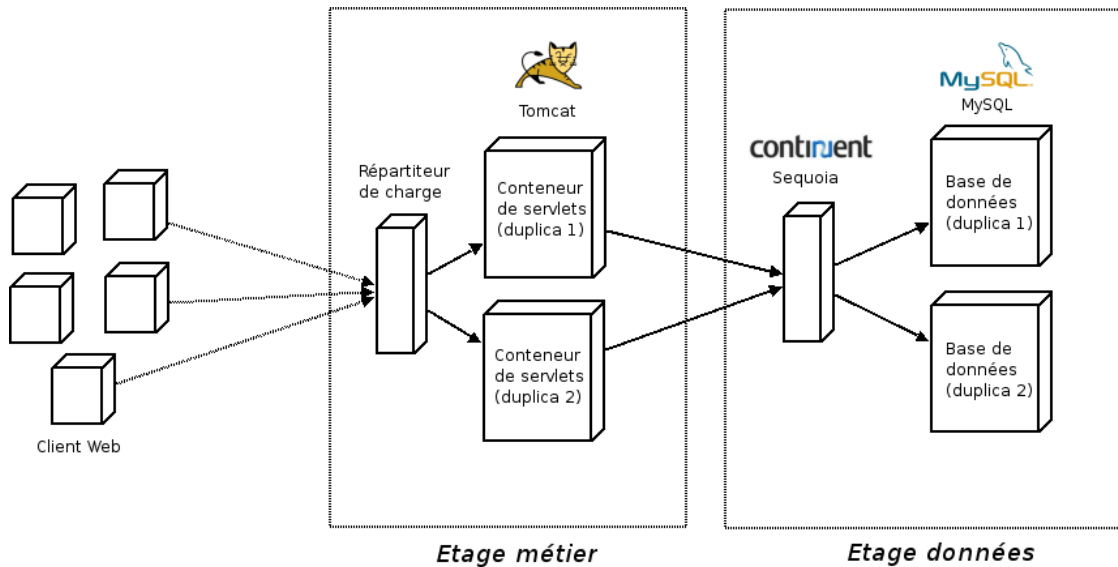 Client Web
Répartiteur
de charge
Tomcat
Conteneur
de servlets
(duplica 1)
Conteneur
de servlets
(duplica 2)
Etage métier
continuent
Sequoia
MySQL
MySQL
Base de
données
(duplica 1)
Base de
données
(duplica 2)
Etage données